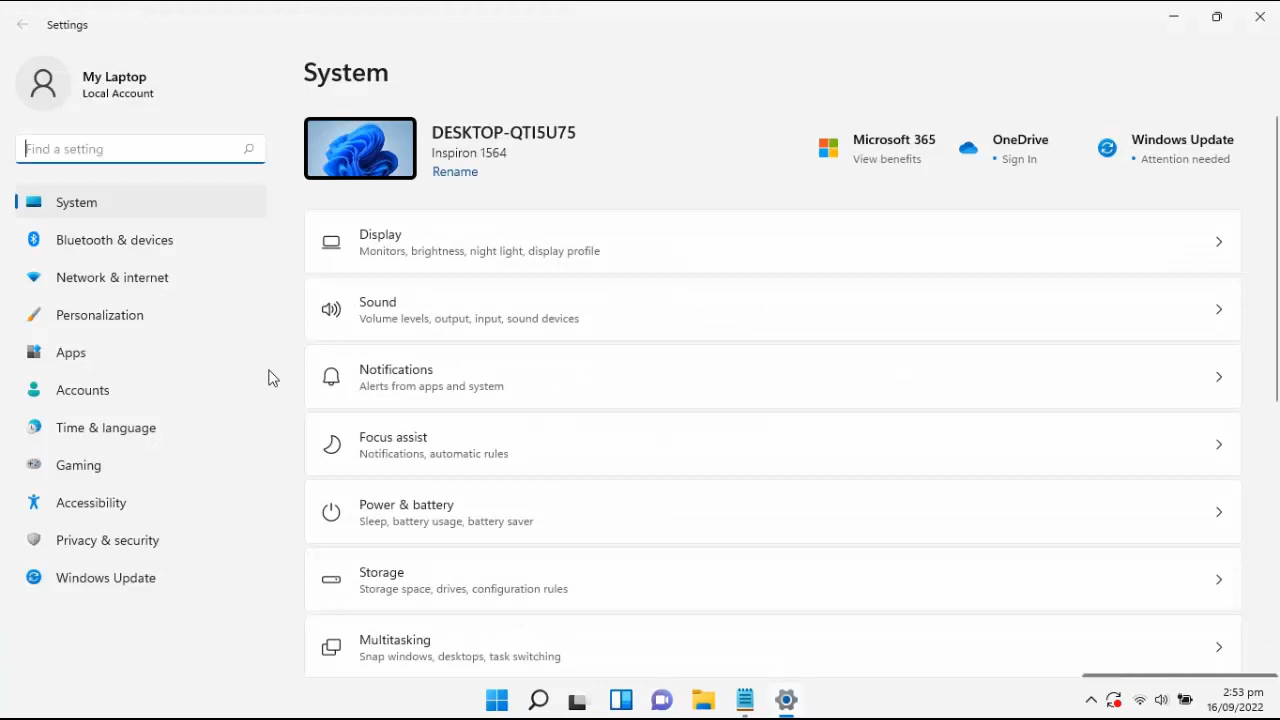 Settings
My Laptop
Local Account
Find a setting
System
Bluetooth & devices
Network & internet
Personalization
Apps
Accounts
Time & language
Gaming
Accessibility
Privacy & security
Windows Update
System
DESKTOP-QTI5U75
Inspiron 1564
Rename
Microsoft 365
View benefits
OneDrive
• Sign In
Windows Update
• Attention needed
Display
Monitors, brightness, night light, display profile
Sound
Volume levels, output, input, sound devices
Notifications
Alerts from apps and system
Focus assist
Notifications, automatic rules
Power & battery
Sleep, battery usage, battery saver
Storage
Storage space, drives, configuration rules
Multitasking
Snap windows, desktops, task switching
2:53 pm
16/09/2022